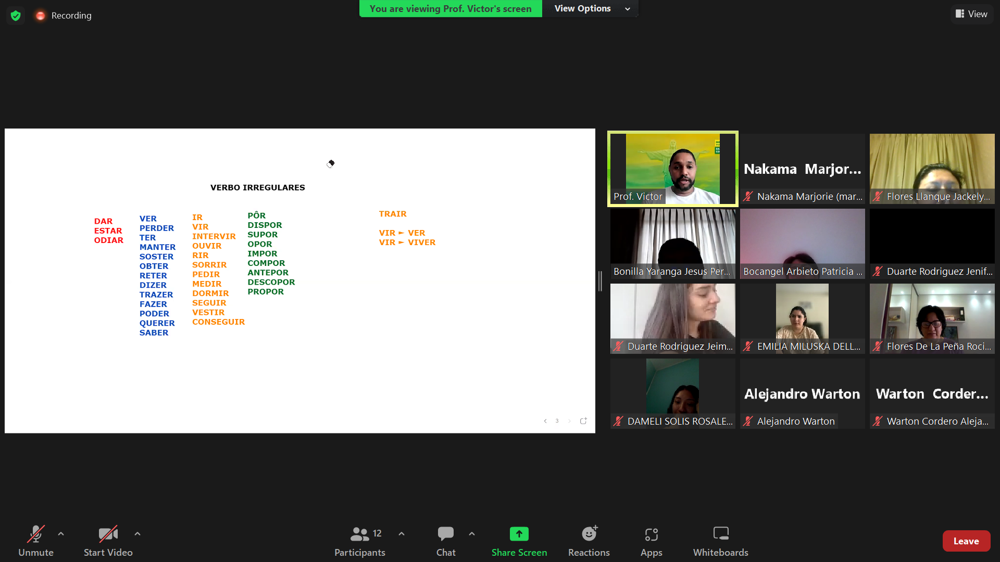 Recording
You are viewing Prof. Victor's screen
View Options
View
VERBO IRREGULARES
DAR
ESTAR
ODIAR
VER
PERDER
TER
MANTER
SOSTER
OBTER
RETER
DIZER
TRAZER
FAZER
PODER
QUERER
SABER
IR
VIR
INTERVIR
OUVIR
RIR
SORRIR
PEDIR
MEDIR
DORMIR
SEGUIR
VESTIR
CONSEGUIR
PÔR
DISPOR
SUPOR
OPOR
IMPOR
COMPOR
ANTEPOR
DESCOPOR
PROPOR
TRAIR
VIR ► VER
VIR ► VIVER
3
Prof. Victor
Nakama Marjor...
Nakama Marjorie (mar...
Flores Llanque Jackely...
Bonilla Yaranga Jesus Per...
Bocangel Arbieto Patricia ...
Duarte Rodriguez Jenif...
Duarte Rodriguez Jeim...
EMILIA MILUSKA DELL...
Flores De La Peña Roci...
DAMELI SOLIS ROSALE...
Alejandro Warton
Alejandro Warton
Warton Corder...
Warton Cordero Aleja...
Unmute
Start Video
12
Participants
Chat
Share Screen
Reactions
Apps
Whiteboards
Leave